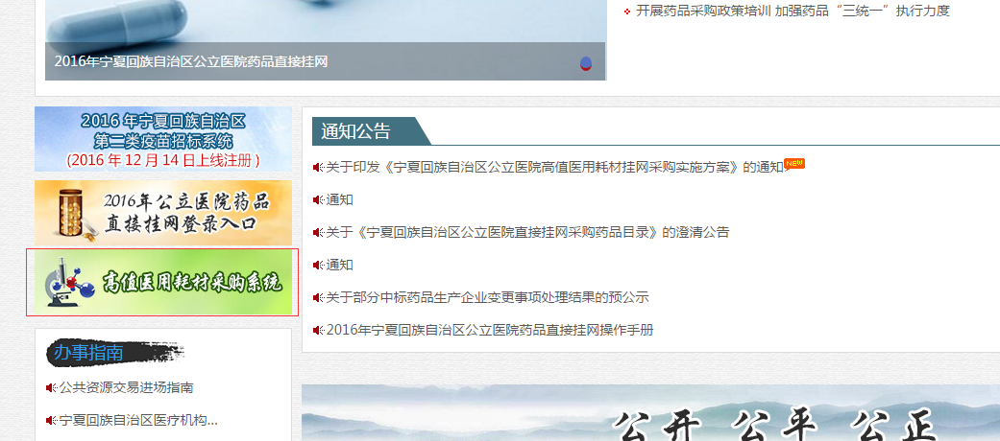 开展药品采购政策培训 加强药品“三统一”执行力度
2016年宁夏回族自治区公立医院药品直接挂网
2016 年宁夏回族自治区
第二类疫苗招标系统
(2016 年 12 月 14 日上线注册 )
2016年公立医院药品
直接挂网登录入口
高值医用耗材采购系统
办事指南
公共资源交易进场指南
宁夏回族自治区医疗机构...
通知公告
关于印发《宁夏回族自治区公立医院高值医用耗材挂网采购实施方案》的通知 NEW
通知
关于《宁夏回族自治区公立医院直接挂网采购药品目录》的澄清公告
通知
关于部分中标药品生产企业变更事项处理结果的预公示
2016年宁夏回族自治区公立医院药品直接挂网操作手册
公开 公平 公正